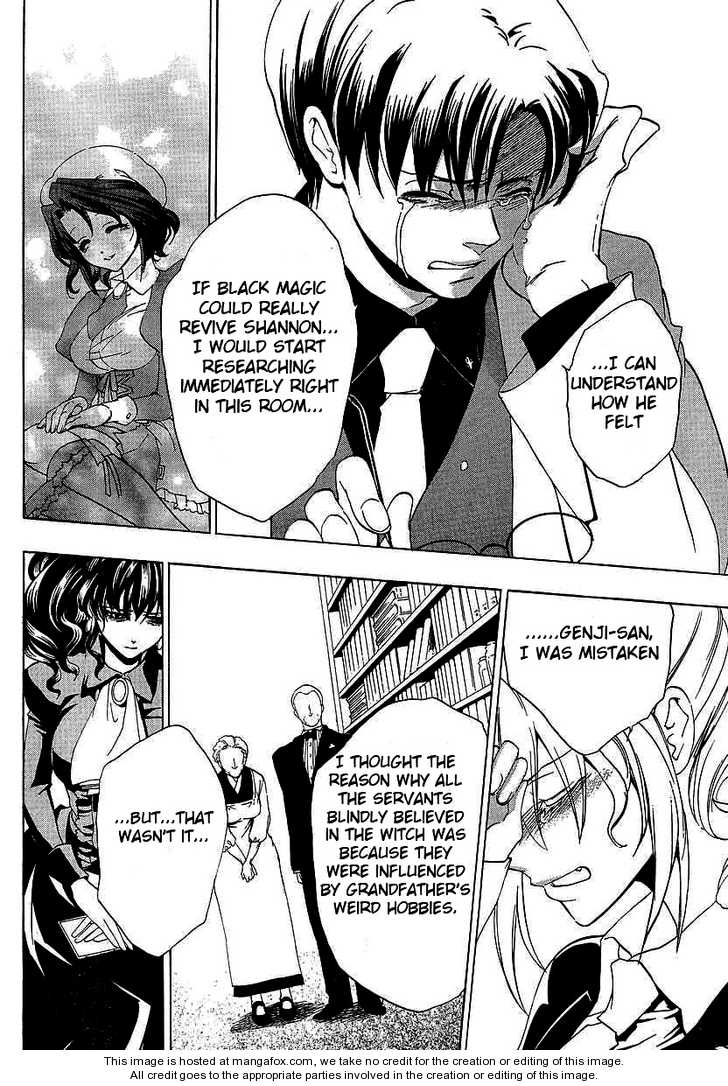 ...I CAN
UNDERSTAND
HOW HE
FELT
IF BLACK MAGIC
COULD REALLY
REVIVE SHANNON...
I WOULD START
RESEARCHING
IMMEDIATELY RIGHT
IN THIS ROOM...
......GENJI-SAN,
I WAS MISTAKEN
I THOUGHT THE
REASON WHY ALL
THE SERVANTS
BLINDLY BELIEVED
IN THE WITCH WAS
BECAUSE THEY
WERE INFLUENCED
BY GRANDFATHER'S
WEIRD HOBBIES.
...BUT...THAT
WASN'T IT...
This image is hosted at mangafox.com, we take no credit for the creation or editing of this image.
All credit goes to the appropriate parties involved in the creation or editing of this image.